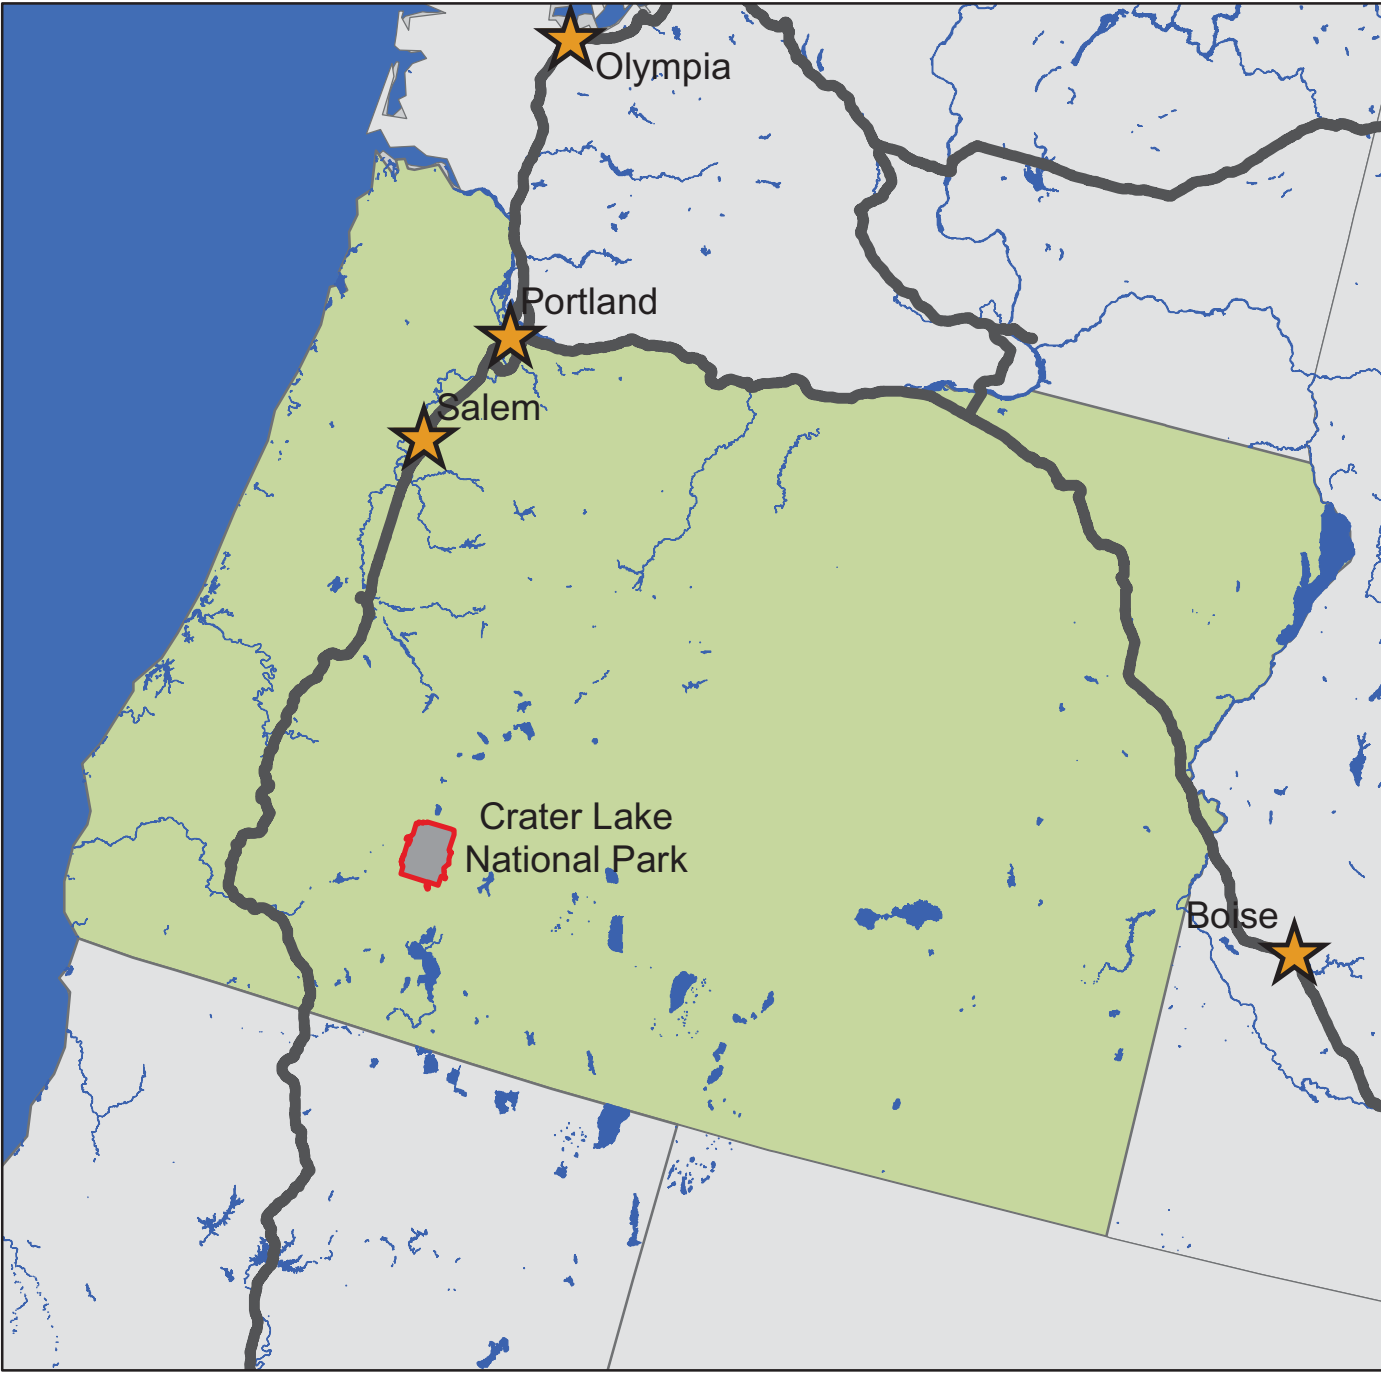 Olympia
Portland
Salem
Crater Lake
National Park
Boise